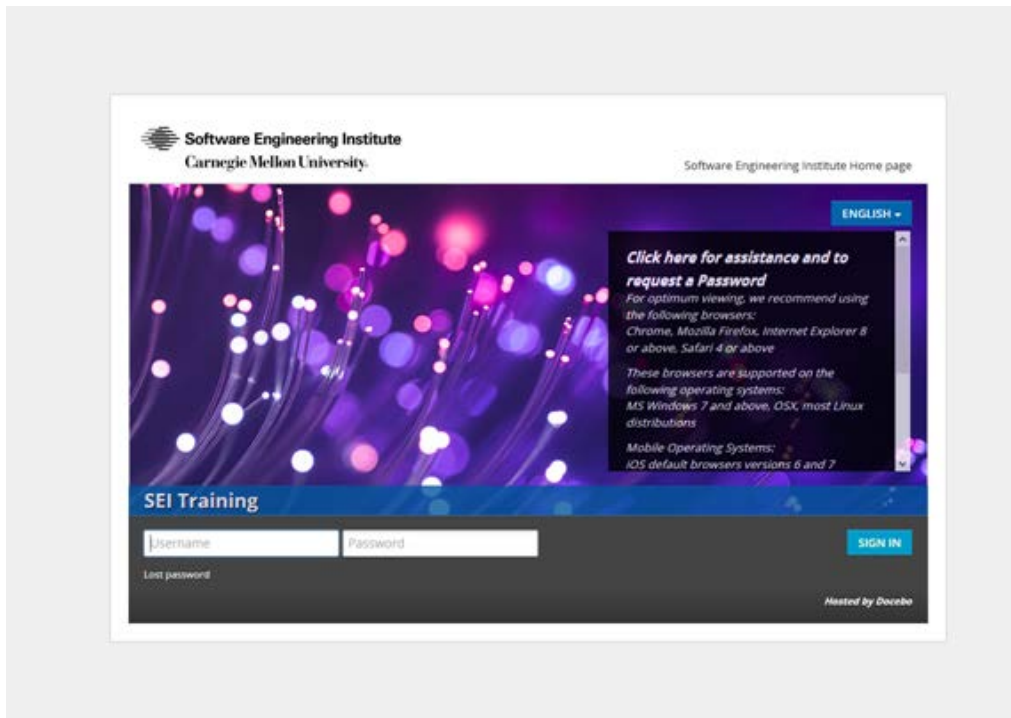 Software Engineering Institute
Carnegie Mellon University.
Software Engineering Institute Home page
ENGLISH
Click here for assistance and to
request a Password
For optimum viewing, we recommend using
the following browsers:
Chrome, Mozilla Firefox, Internet Explorer 8
or above, Safari 4 or above
These browsers are supported on the
following operating systems:
MS Windows 7 and above, OSX, most Linux
distributions
Mobile Operating Systems:
iOS default browsers versions 6 and 7
SEI Training
Username
Password
SIGN IN
Lost password
Hosted by Docebo